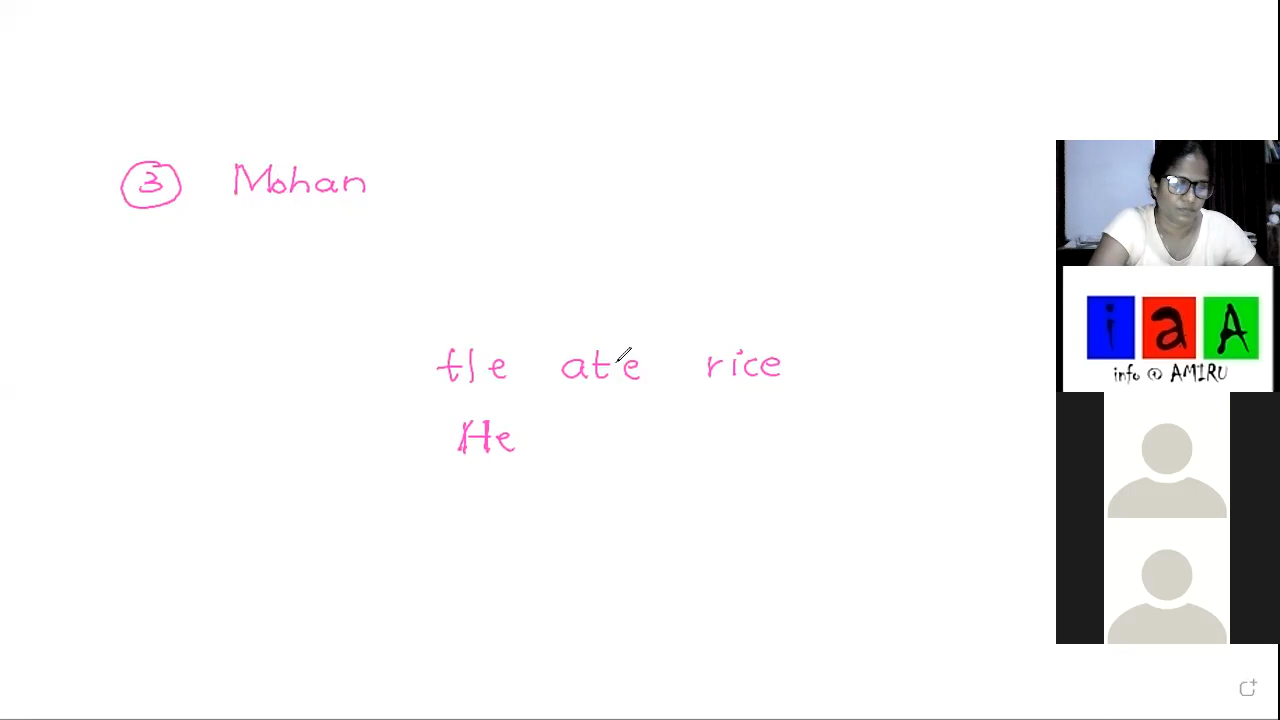 3 Mohan
He ate rice
He
i a A
info @ AMIRU